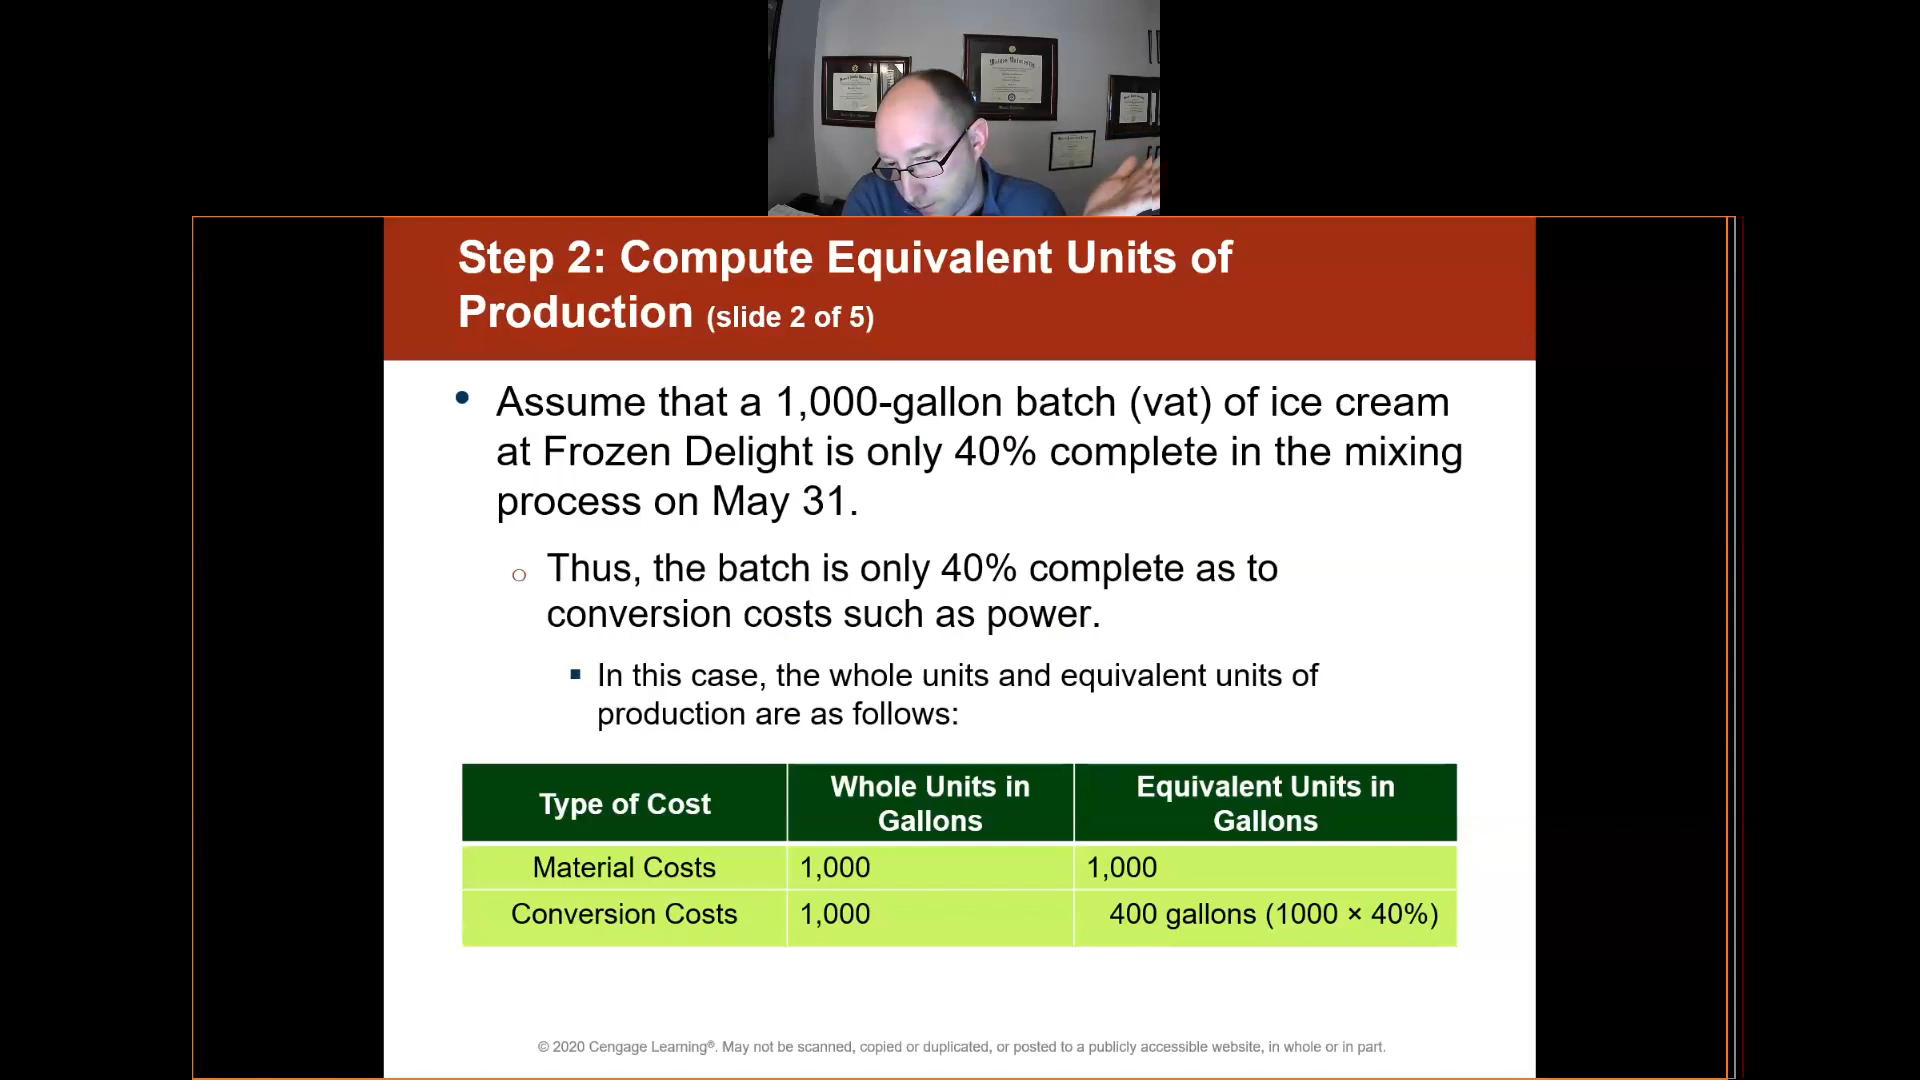 Step 2: Compute Equivalent Units of
Production (slide 2 of 5)
• Assume that a 1,000-gallon batch (vat) of ice cream
at Frozen Delight is only 40% complete in the mixing
process on May 31.
○ Thus, the batch is only 40% complete as to
conversion costs such as power.
▪ In this case, the whole units and equivalent units of
production are as follows:
Type of Cost Whole Units in Gallons Equivalent Units in Gallons
Material Costs 1,000 1,000
Conversion Costs 1,000 400 gallons (1000 × 40%)
© 2020 Cengage Learning®. May not be scanned, copied or duplicated, or posted to a publicly accessible website, in whole or in part.